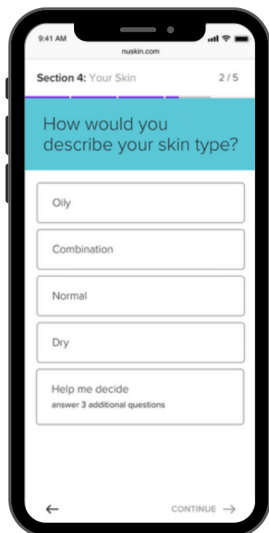 9:41 AM
nuskin.com
Section 4: Your Skin 2 / 5
How would you
describe your skin type?
Oily
Combination
Normal
Dry
Help me decide
answer 3 additional questions
← CONTINUE →